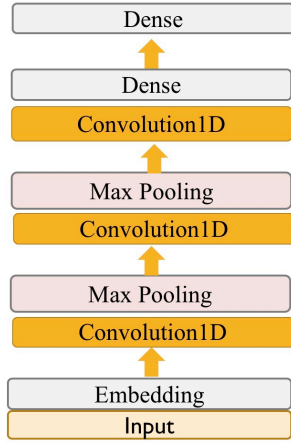 Dense
Dense
Convolution1D
Max Pooling
Convolution1D
Max Pooling
Convolution1D
Embedding
Input